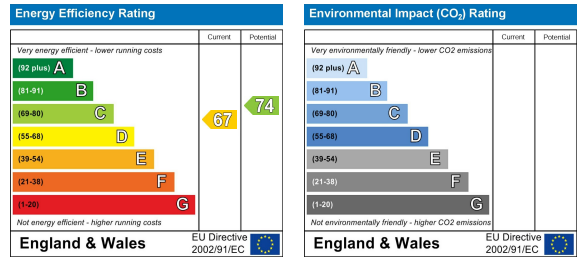 Energy Efficiency Rating
Current Potential
Very energy efficient - lower running costs
(92 plus) A
(81-91) B
(69-80) C
(55-68) D
(39-54) E
(21-38) F
(1-20) G
67
74
Not energy efficient - higher running costs
England & Wales
EU Directive
2002/91/EC
Environmental Impact (CO₂) Rating
Current Potential
Very environmentally friendly - lower CO2 emissions
(92 plus) A
(81-91) B
(69-80) C
(55-68) D
(39-54) E
(21-38) F
(1-20) G
Not environmentally friendly - higher CO2 emissions
England & Wales
EU Directive
2002/91/EC